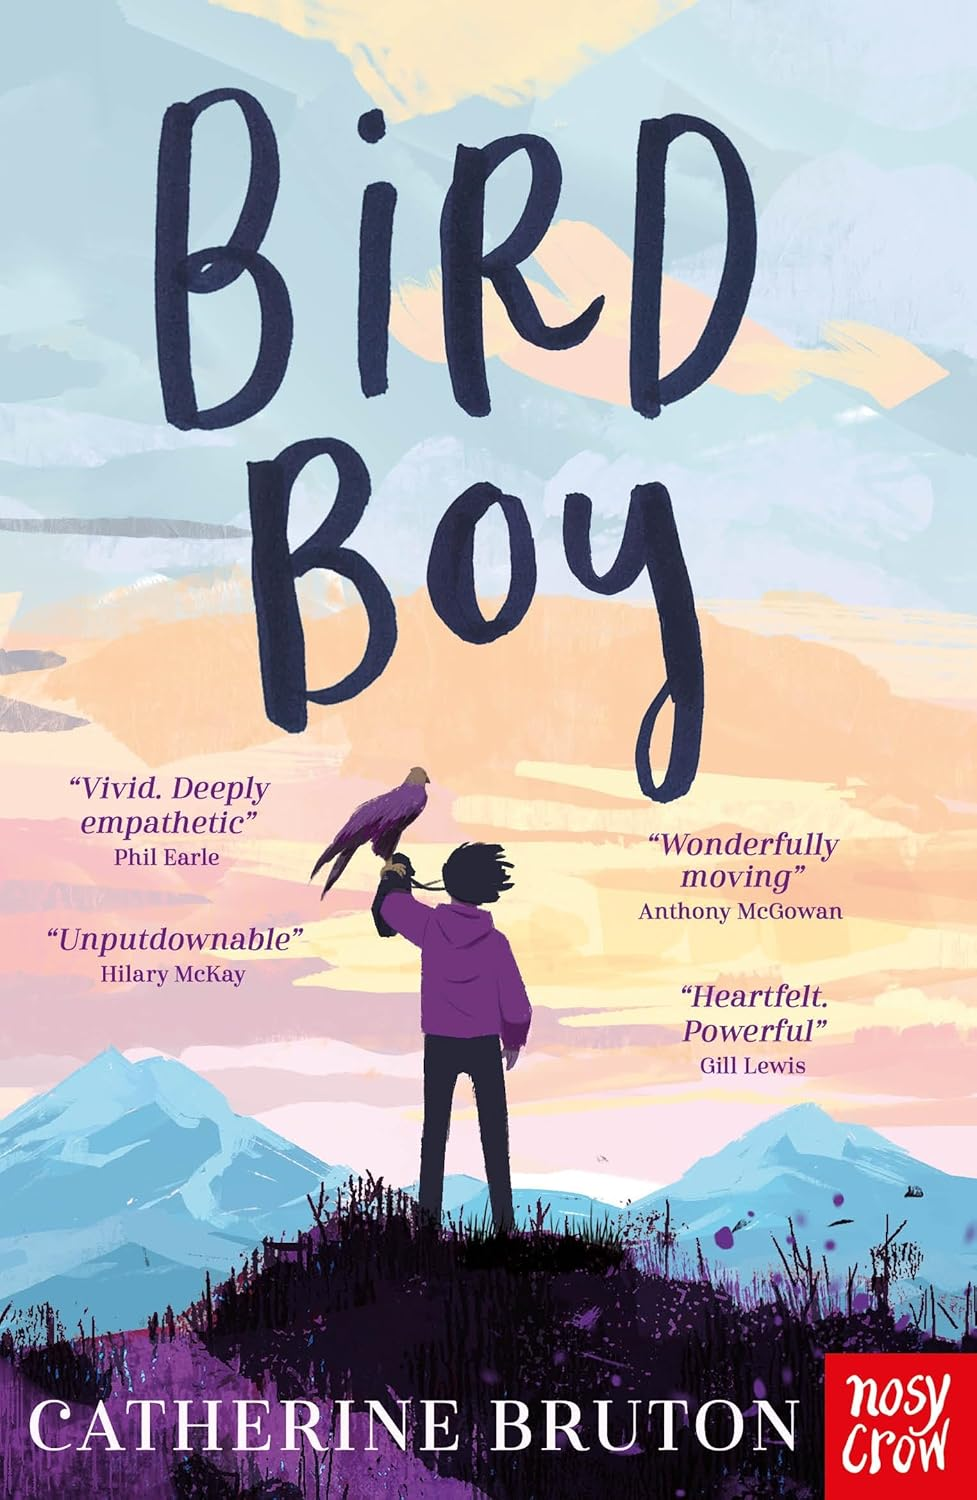 BiRD
BOy
“Vivid. Deeply
empathetic”
Phil Earle
“Unputdownable”
Hilary McKay
“Wonderfully
moving”
Anthony McGowan
“Heartfelt.
Powerful”
Gill Lewis
CATHERINE BRUTON
nosy
crow